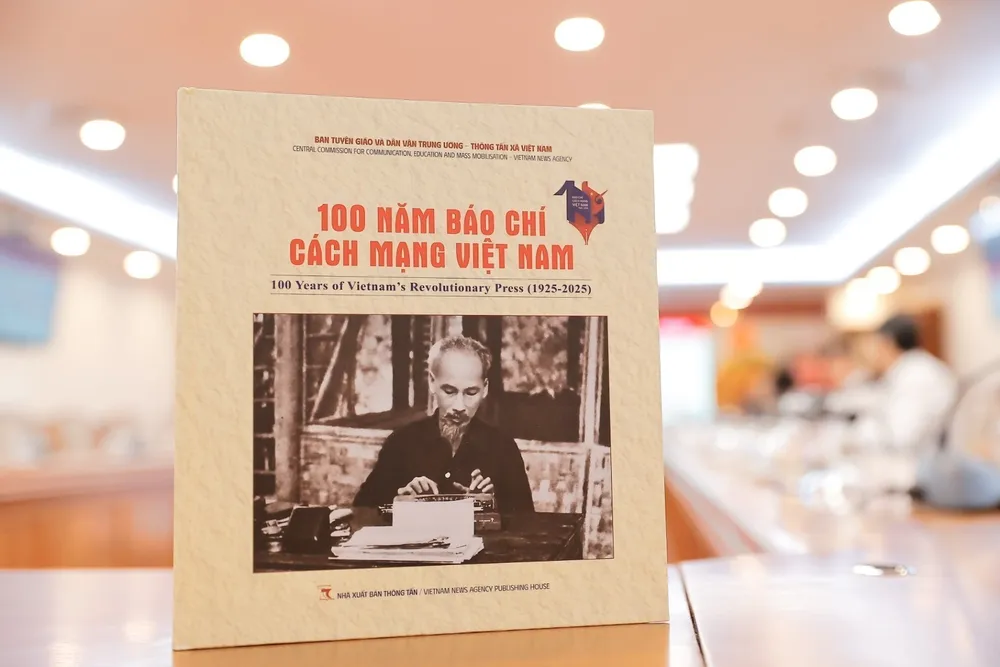 BAN TUYÊN GIÁO VÀ DÂN VẬN TRUNG ƯƠNG - THÔNG TẤN XÃ VIỆT NAM
CENTRAL COMMISSION FOR COMMUNICATION, EDUCATION AND MASS MOBILISATION - VIETNAM NEWS AGENCY
100 NĂM BÁO CHÍ
CÁCH MẠNG VIỆT NAM
100 Years of Vietnam's Revolutionary Press (1925-2025)
NHÀ XUẤT BẢN THÔNG TẤN / VIETNAM NEWS AGENCY PUBLISHING HOUSE